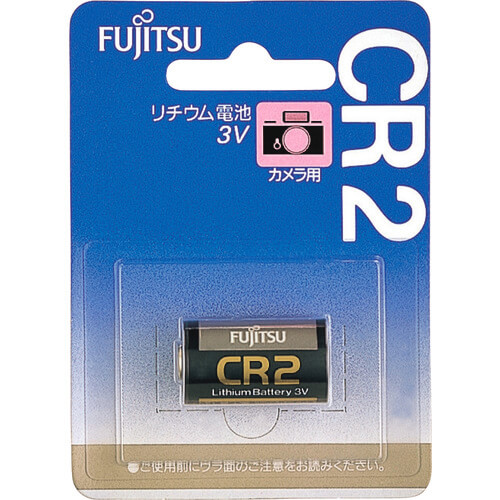 FUJITSU
CR2
リチウム電池
3V
カメラ用
FUJITSU
CR2
Lithium Battery 3V
●ご使用前にウラ面のご注意をお読みください。